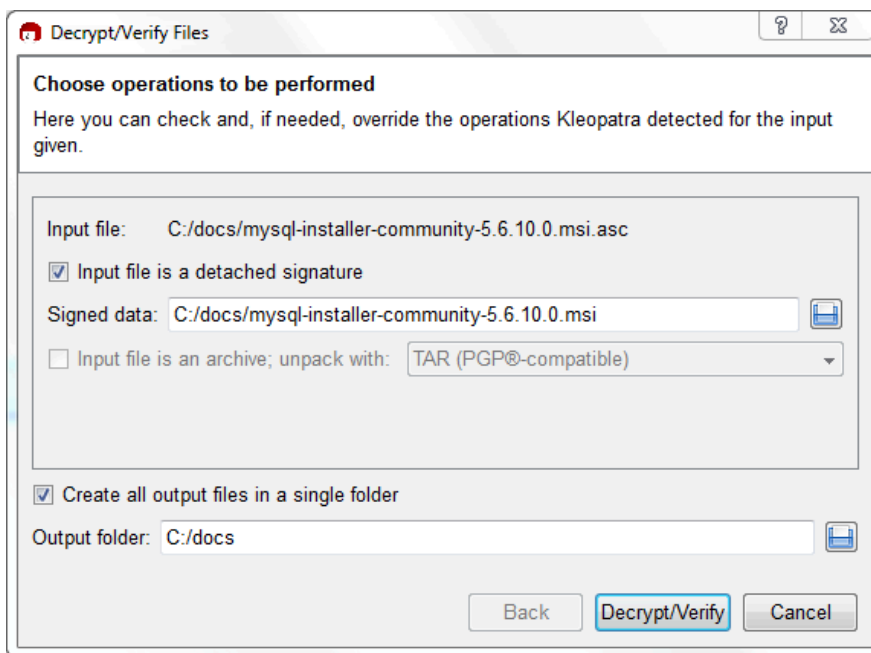 Decrypt/Verify Files
Choose operations to be performed
Here you can check and, if needed, override the operations Kleopatra detected for the input
given.
Input file: C:/docs/mysql-installer-community-5.6.10.0.msi.asc
Input file is a detached signature
Signed data: C:/docs/mysql-installer-community-5.6.10.0.msi
Input file is an archive; unpack with: TAR (PGP®-compatible)
Create all output files in a single folder
Output folder: C:/docs
Back Decrypt/Verify Cancel